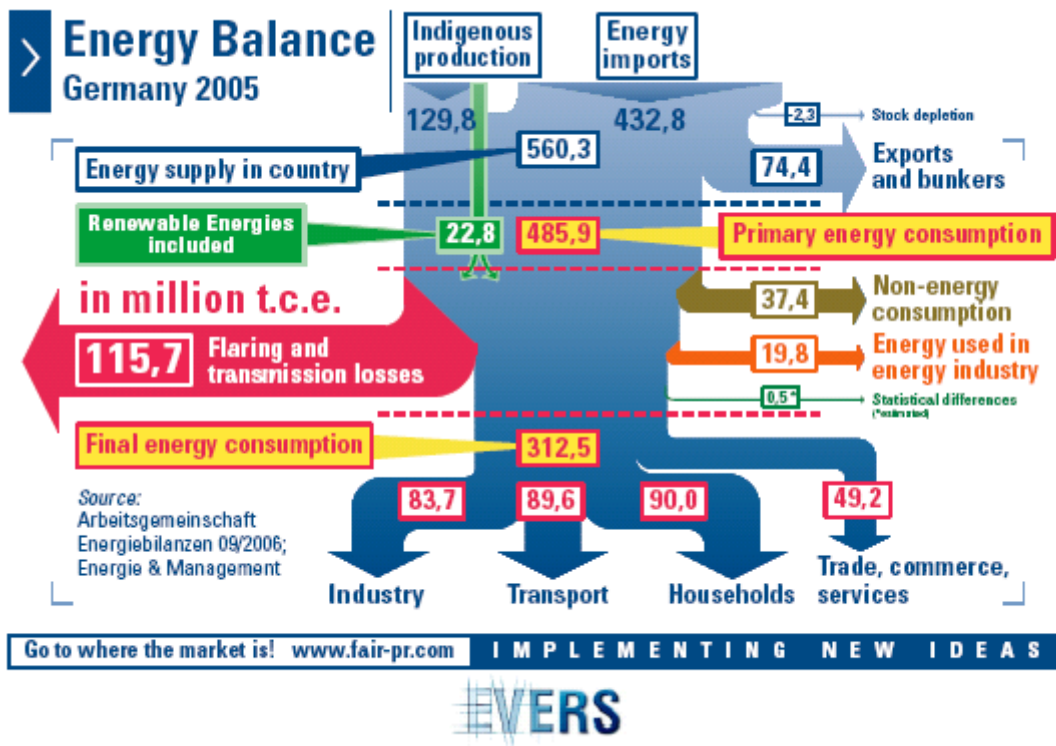 Energy Balance
Germany 2005
Indigenous
production
Energy
imports
129,8
432,8
-2,3
Stock depletion
Energy supply in country
560,3
74,4
Exports
and bunkers
Renewable Energies
included
22,8
485,9
Primary energy consumption
in million t.c.e.
37,4
Non-energy
consumption
115,7
Flaring and
transmission losses
19,8
Energy used in
energy industry
0,5*
Statistical differences
(*estimated)
Final energy consumption
312,5
Source:
Arbeitsgemeinschaft
Energiebilanzen 09/2006;
Energie & Management
83,7
89,6
90,0
49,2
Industry
Transport
Households
Trade, commerce,
services
Go to where the market is! www.fair-pr.com
IMPLEMENTING NEW IDEAS
EVERS